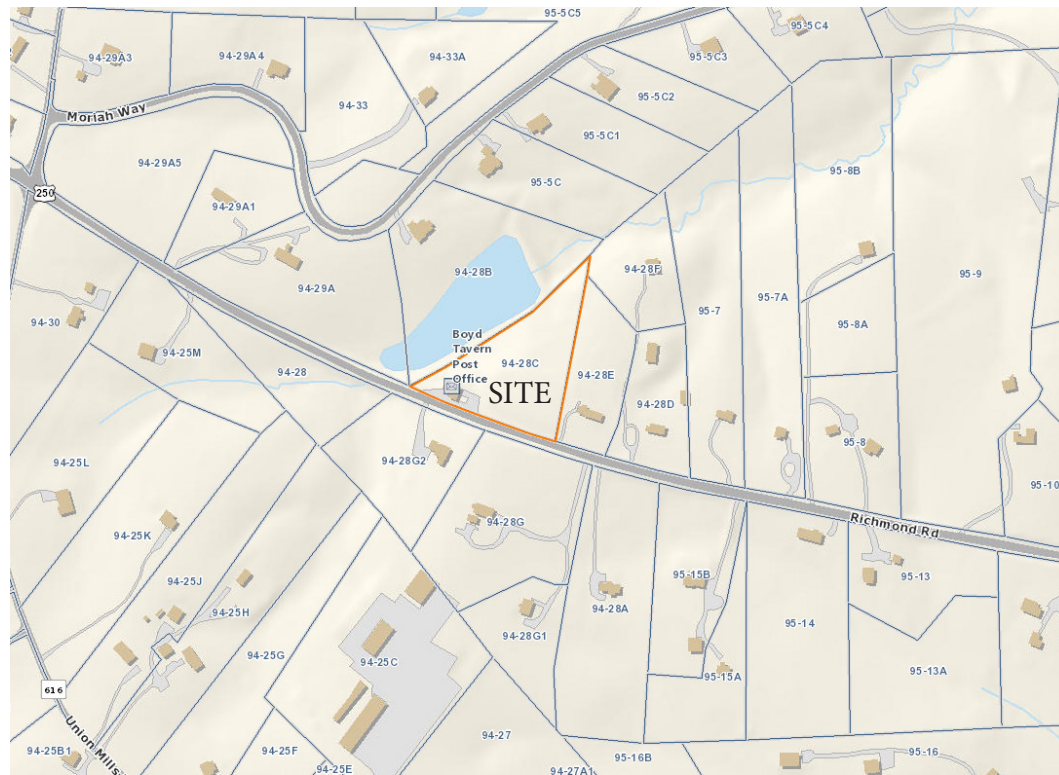 95-5C5
95-5C4
94-29A3
94-29A4
94-33A
95-5C3
94-33
95-5C2
Moriah Way
95-5C1
94-29A5
95-8B
95-5C
250
94-29A1
94-28B
94-28F
95-9
94-29A
95-7A
95-7
94-30
95-8A
Boyd
Tavern
Post
Office
94-25M
94-28
94-28C
94-28E
SITE
94-28D
95-8
94-25L
94-28G2
95-10
94-28G
Richmond Rd
94-25K
94-25J
95-15B
95-13
94-25H
94-28A
95-14
94-28G1
94-25G
94-25C
95-13A
95-15A
616
Union Mills
94-27
94-25B1
94-25F
95-16B
95-16
94-25E
94-27A1